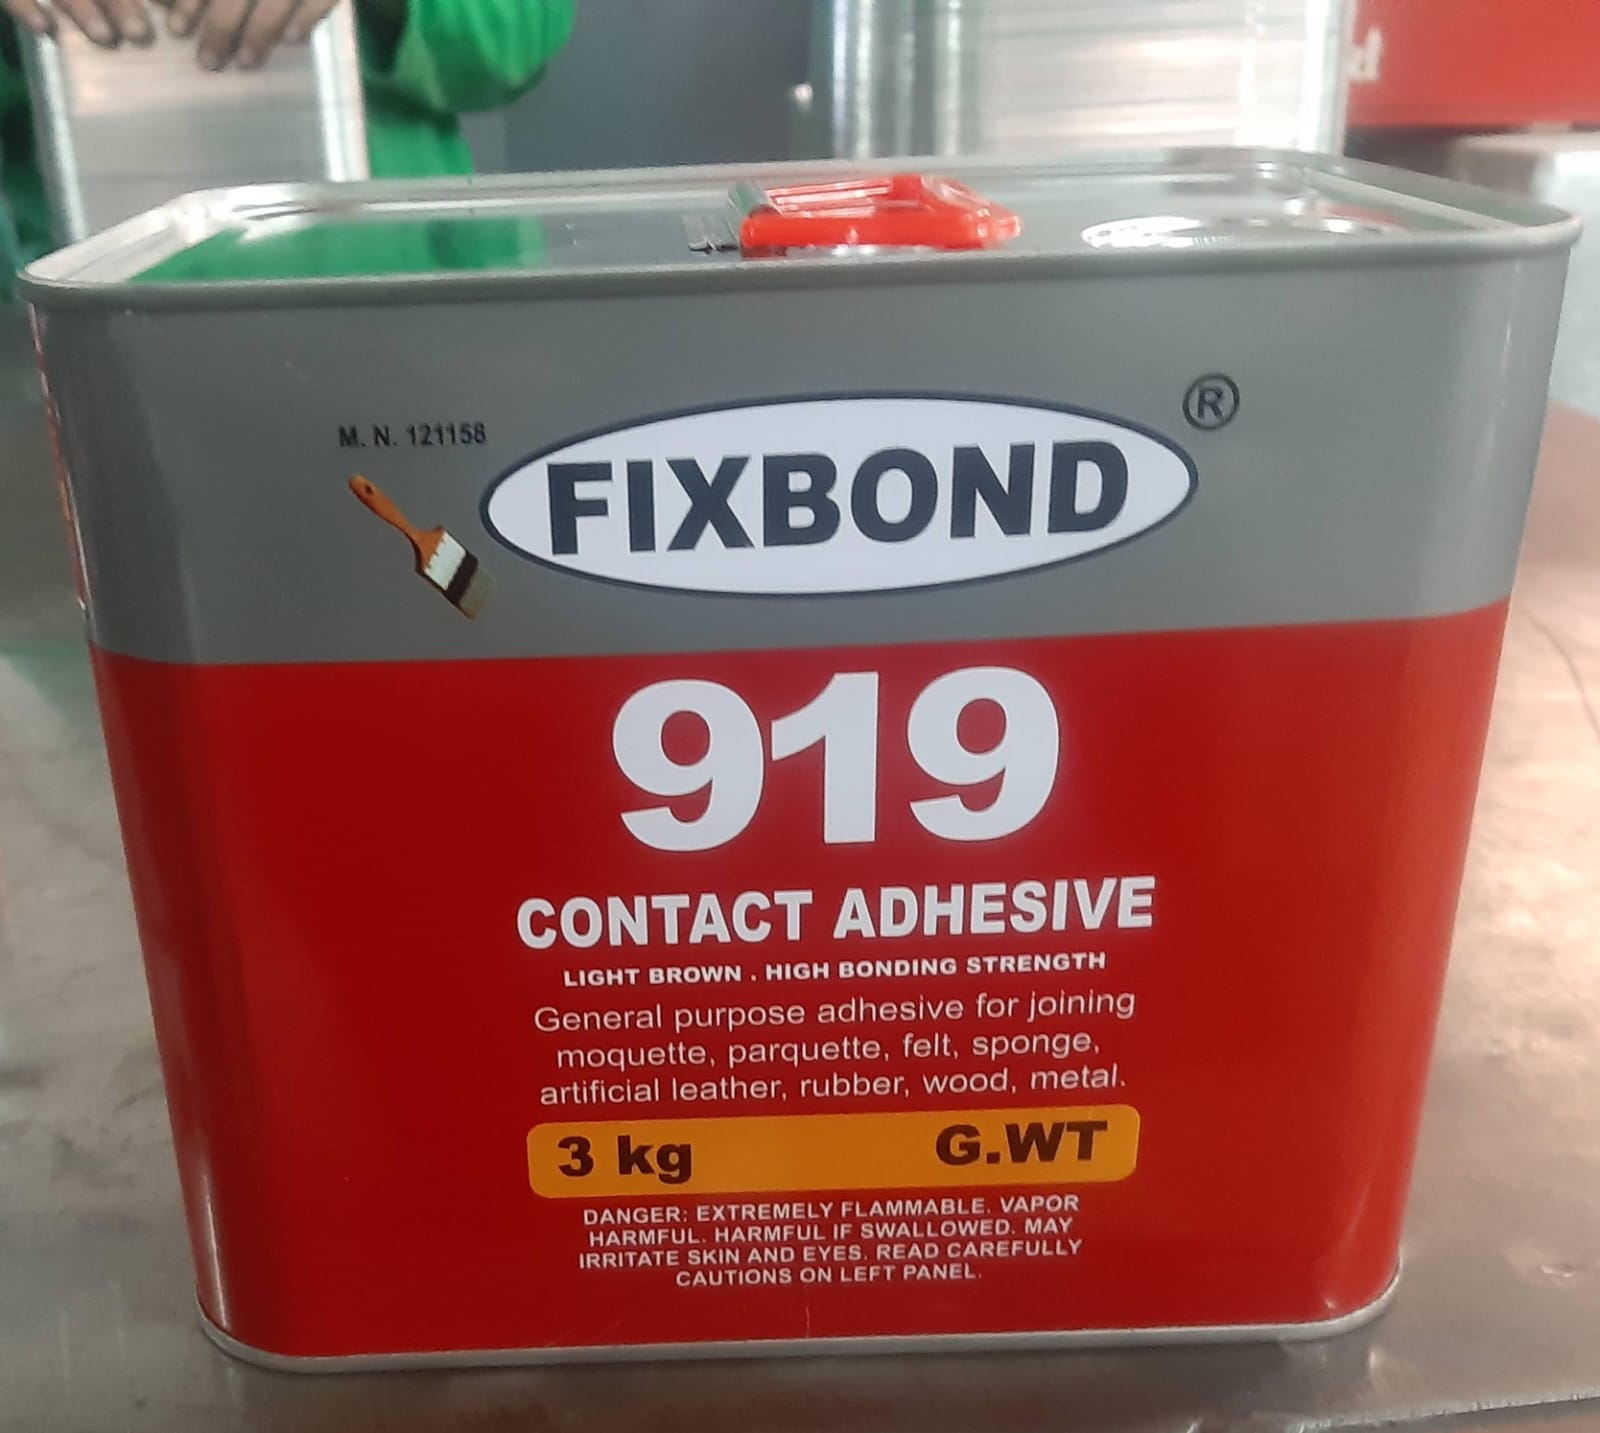 M. N. 121158
FIXBOND ®
919
CONTACT ADHESIVE
LIGHT BROWN . HIGH BONDING STRENGTH
General purpose adhesive for joining
moquette, parquette, felt, sponge,
artificial leather, rubber, wood, metal.
3 kg G.WT
DANGER: EXTREMELY FLAMMABLE. VAPOR
HARMFUL. HARMFUL IF SWALLOWED. MAY
IRRITATE SKIN AND EYES. READ CAREFULLY
CAUTIONS ON LEFT PANEL.